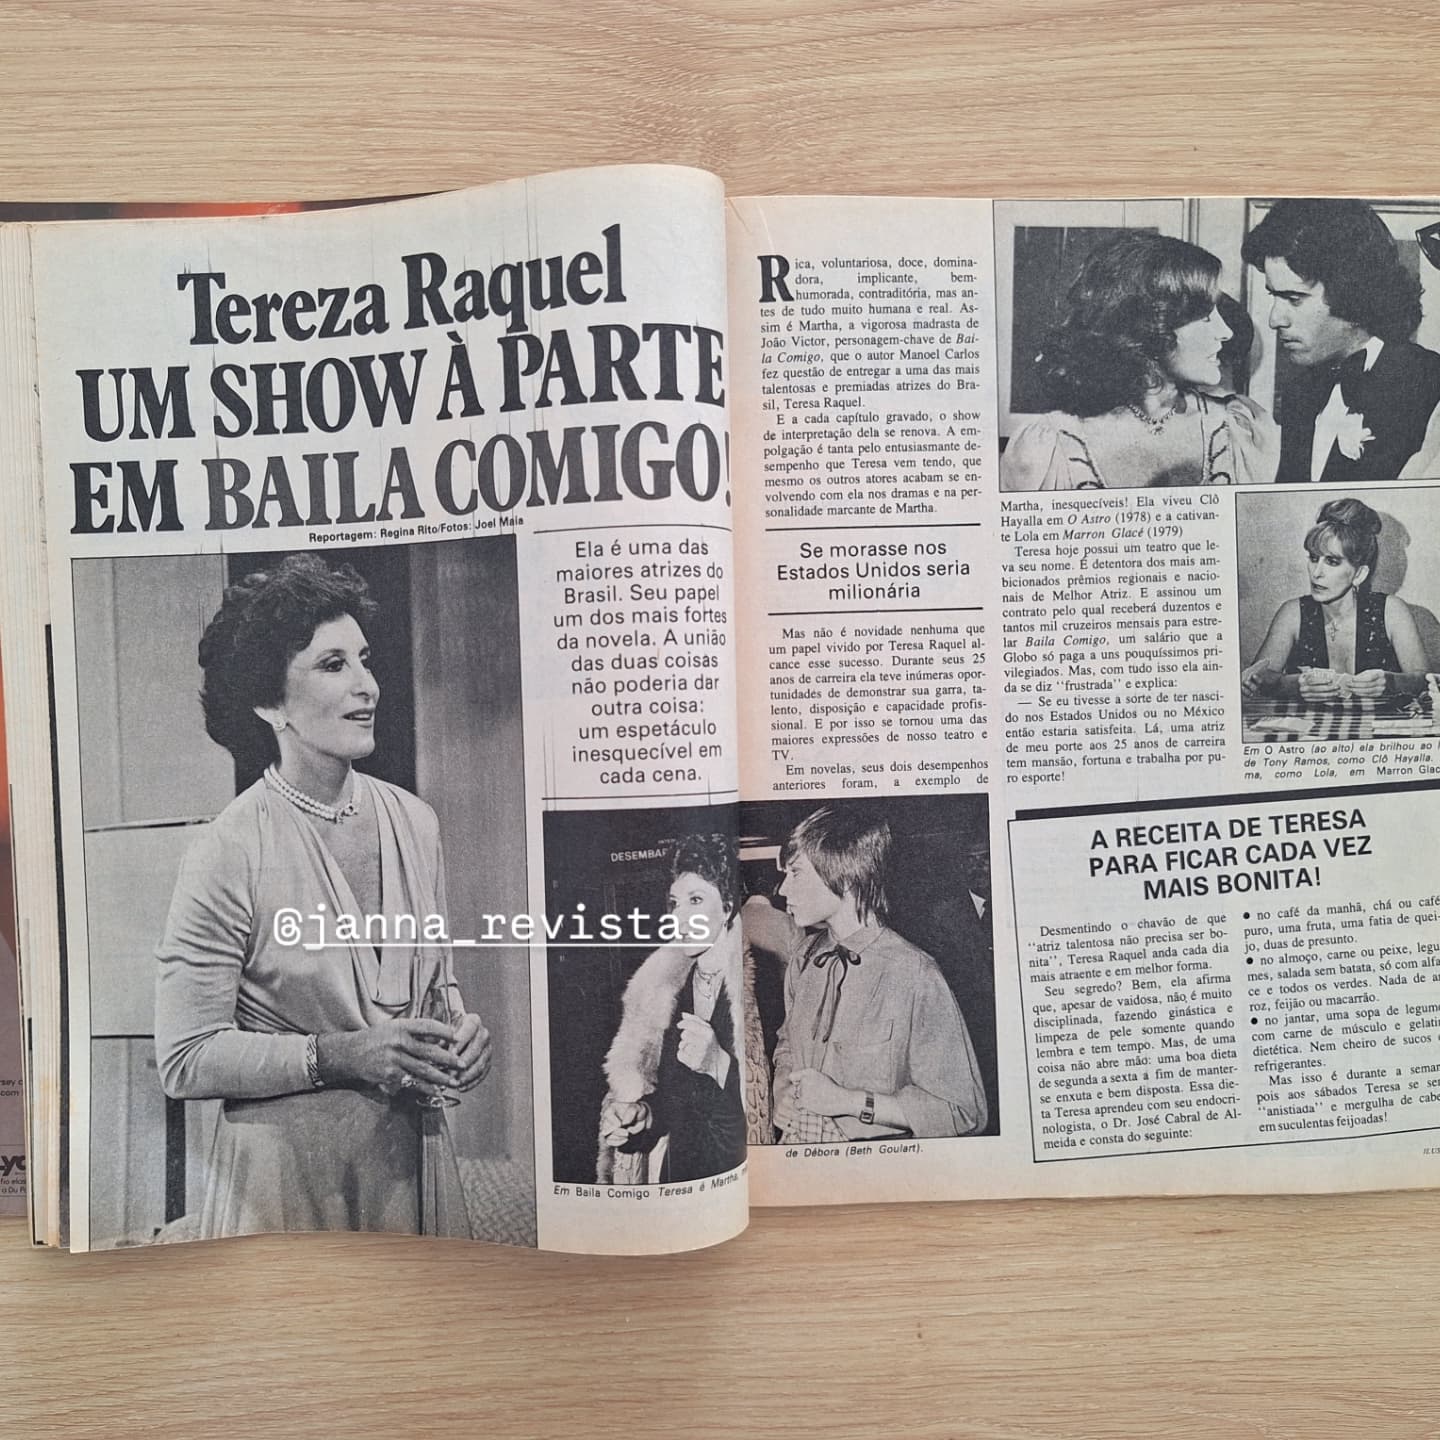 Tereza Raquel
UM SHOW À PARTE
EM BAILA COMIGO!
Reportagem: Regina Rito/Fotos: Joel Maia
Ela é uma das
maiores atrizes do
Brasil. Seu papel
um dos mais fortes
da novela. A união
das duas coisas
não poderia dar
outra coisa:
um espetáculo
inesquecível em
cada cena.
DESEMBAR
@janna_revistas
Em Baila Comigo Teresa é Martha,
de Débora (Beth Goulart).
Rica, voluntariosa, doce, domina-
dora, implicante, bem-
humorada, contraditória, mas an-
tes de tudo muito humana e real. As-
sim é Martha, a vigorosa madrasta de
João Victor, personagem-chave de Bai-
la Comigo, que o autor Manoel Carlos
fez questão de entregar a uma das mais
talentosas e premiadas atrizes do Bra-
sil, Teresa Raquel.
E a cada capítulo gravado, o show
de interpretação dela se renova. A em-
polgação é tanta pelo entusiasmante de-
sempenho que Teresa vem tendo, que
mesmo os outros atores acabam se en-
volvendo com ela nos dramas e na per-
sonalidade marcante de Martha.
Se morasse nos
Estados Unidos seria
milionária
Mas não é novidade nenhuma que
um papel vivido por Teresa Raquel al-
cance esse sucesso. Durante seus 25
anos de carreira ela teve inúmeras opor-
tunidades de demonstrar sua garra, ta-
lento, disposição e capacidade profis-
sional. E por isso se tornou uma das
maiores expressões de nosso teatro e
TV.
Em novelas, seus dois desempenhos
anteriores foram, a exemplo de
Martha, inesquecíveis! Ela viveu Clô
Hayalla em O Astro (1978) e a cativan-
te Lola em Marron Glacé (1979)
Teresa hoje possui um teatro que le-
va seu nome. É detentora dos mais am-
bicionados prêmios regionais e nacio-
nais de Melhor Atriz. E assinou um
contrato pelo qual receberá duzentos e
tantos mil cruzeiros mensais para estre-
lar Baila Comigo, um salário que a
Globo só paga a uns pouquíssimos pri-
vilegiados. Mas, com tudo isso ela ain-
da se diz "frustrada" e explica:
— Se eu tivesse a sorte de ter nasci-
do nos Estados Unidos ou no México
então estaria satisfeita. Lá, uma atriz
de meu porte aos 25 anos de carreira
tem mansão, fortuna e trabalha por pu-
ro esporte!
Em O Astro (ao alto) ela brilhou ao
de Tony Ramos, como Clô Hayalla.
ma, como Lola, em Marron Glac
A RECEITA DE TERESA
PARA FICAR CADA VEZ
MAIS BONITA!
Desmentindo o chavão de que
"atriz talentosa não precisa ser bo-
nita", Teresa Raquel anda cada dia
mais atraente e em melhor forma.
Seu segredo? Bem, ela afirma
que, apesar de vaidosa, não é muito
disciplinada, fazendo ginástica e
limpeza de pele somente quando
lembra e tem tempo. Mas, de uma
coisa não abre mão: uma boa dieta
de segunda a sexta a fim de manter-
se enxuta e bem disposta. Essa die-
ta Teresa aprendeu com seu endocri-
nologista, o Dr. José Cabral de Al-
meida e consta do seguinte:
● no café da manhã, chá ou café
puro, uma fruta, uma fatia de quei-
jo, duas de presunto.
● no almoço, carne ou peixe, legu
mes, salada sem batata, só com alfa
ce e todos os verdes. Nada de ar
roz, feijão ou macarrão.
● no jantar, uma sopa de legume
com carne de músculo e gelati
dietética. Nem cheiro de sucos
refrigerantes.
Mas isso é durante a seman
pois aos sábados Teresa se sen
"anistiada" e mergulha de cabe
em suculentas feijoadas!